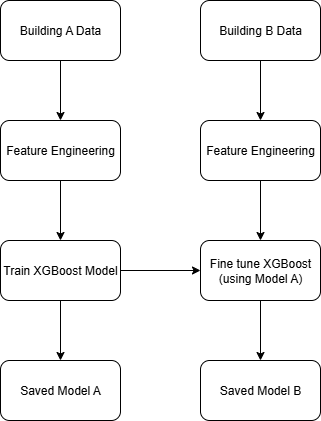 Building A Data
Building B Data
Feature Engineering
Feature Engineering
Train XGBoost Model
Fine tune XGBoost
(using Model A)
Saved Model A
Saved Model B